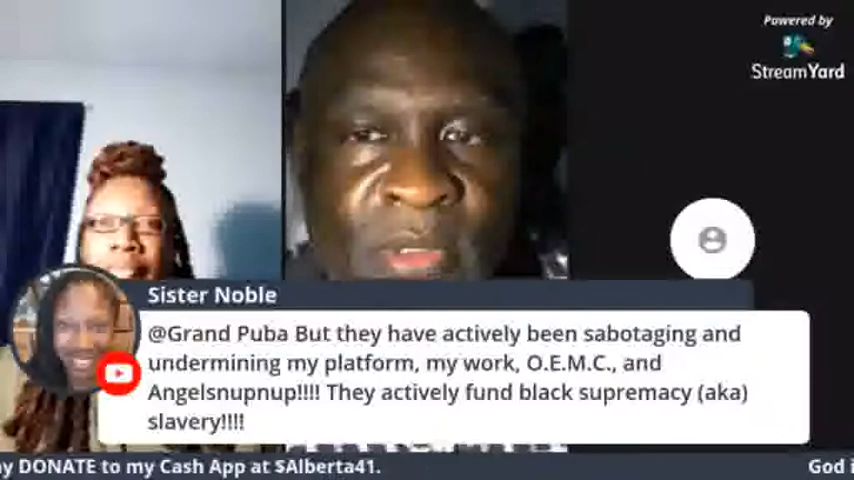 Powered by
StreamYard
Sister Noble
@Grand Puba But they have actively been sabotaging and
undermining my platform, my work, O.E.M.C., and
Angelsnupnup!!!! They actively fund black supremacy (aka)
slavery!!!!
y DONATE to my Cash App at $Alberta41.
God i